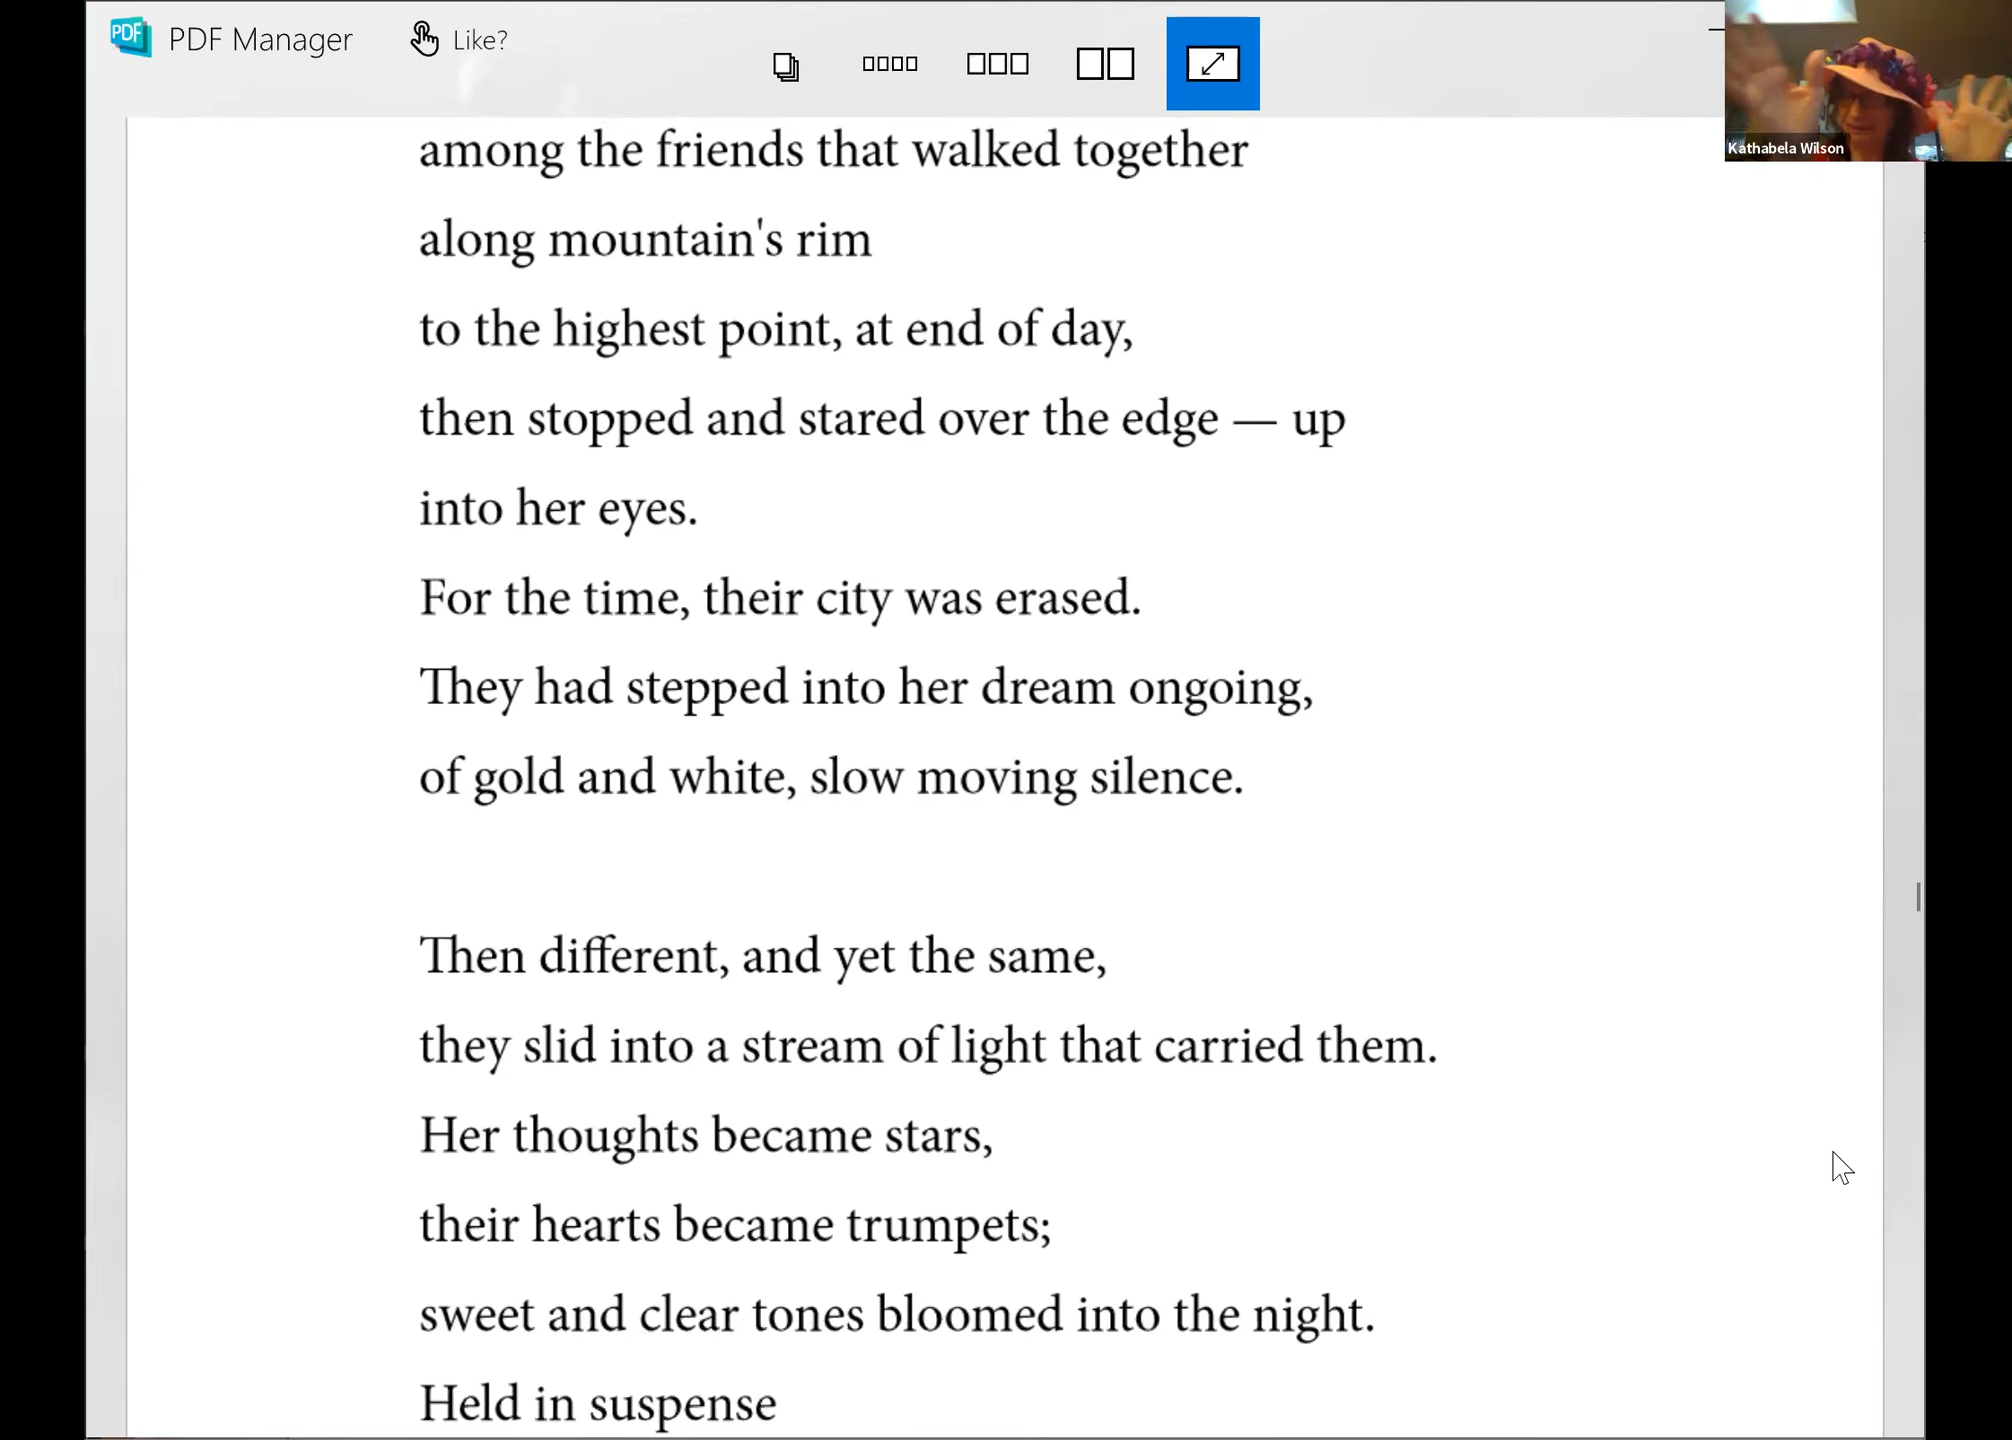 PDF PDF Manager Like?
Kathabela Wilson
among the friends that walked together
along mountain's rim
to the highest point, at end of day,
then stopped and stared over the edge — up
into her eyes.
For the time, their city was erased.
They had stepped into her dream ongoing,
of gold and white, slow moving silence.
Then different, and yet the same,
they slid into a stream of light that carried them.
Her thoughts became stars,
their hearts became trumpets;
sweet and clear tones bloomed into the night.
Held in suspense